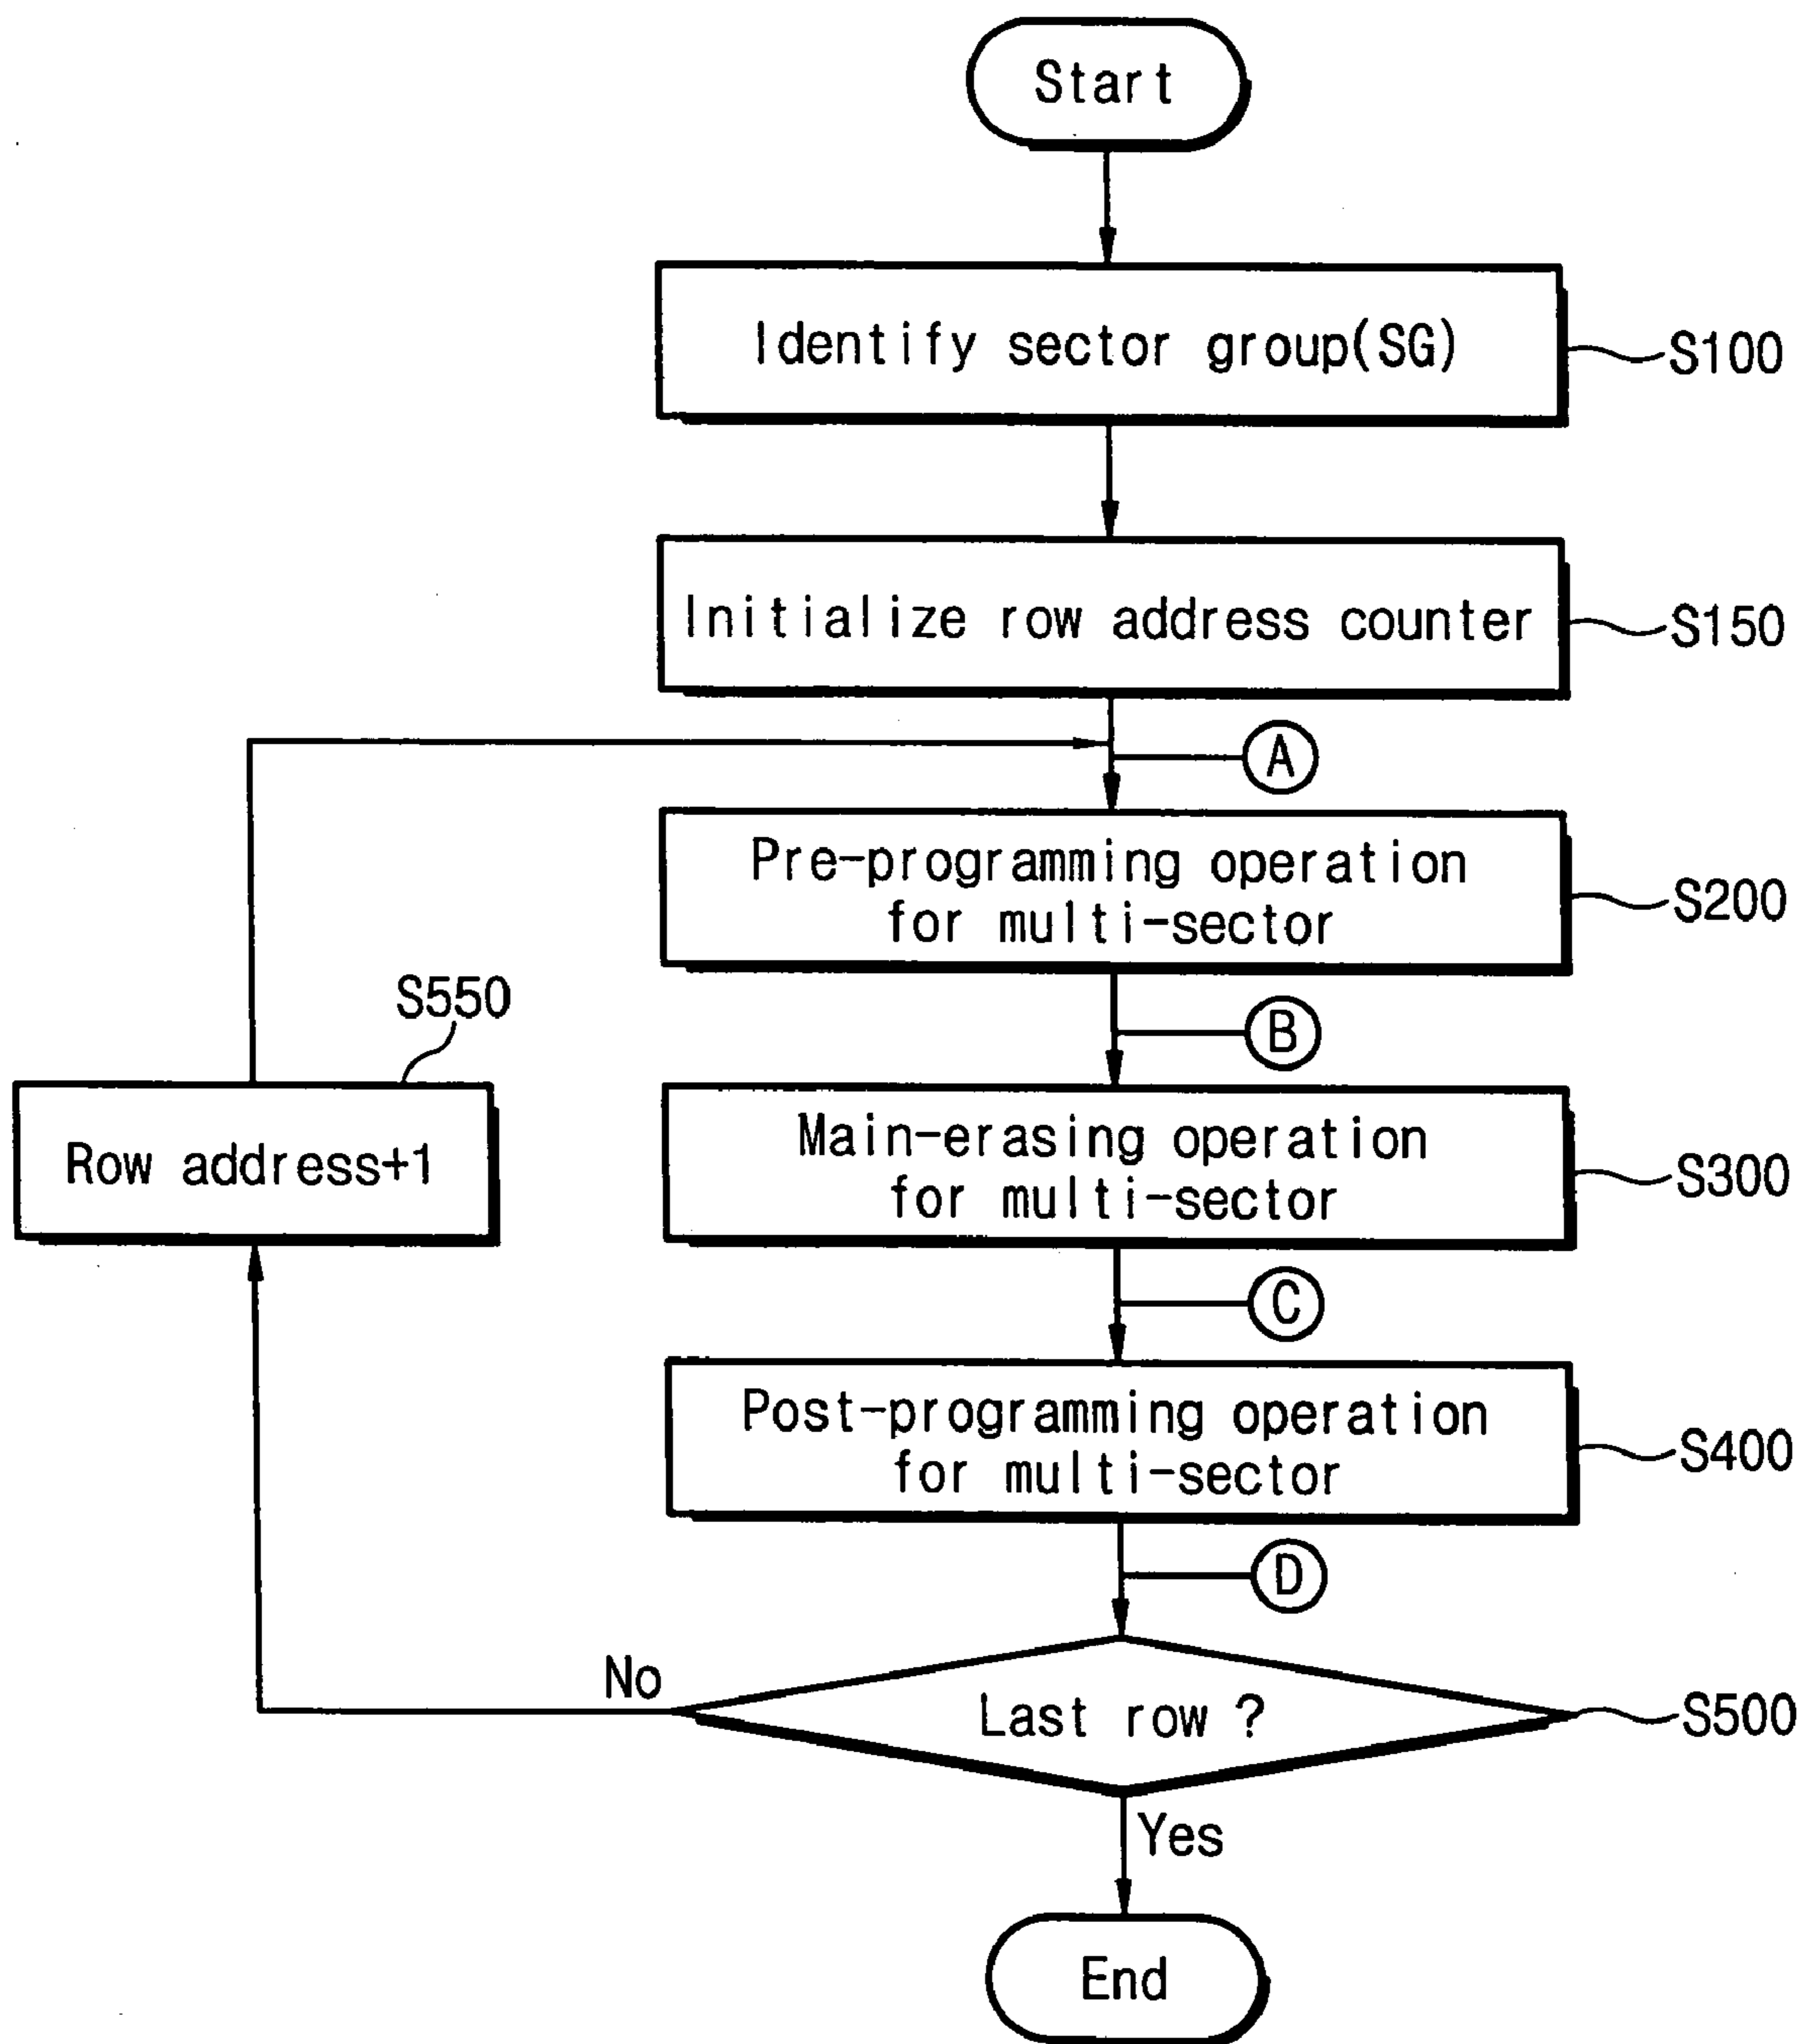 Start
Identify sector group(SG)
S100
Initialize row address counter
S150
A
Pre-programming operation
for multi-sector
S200
B
S550
Row address+1
Main-erasing operation
for multi-sector
S300
C
Post-programming operation
for multi-sector
S400
D
No
Last row ?
S500
Yes
End